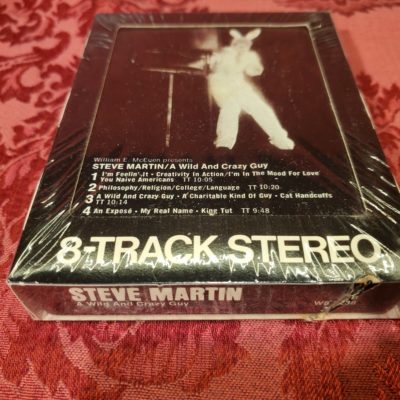 William E. McEuen presents
STEVE MARTIN/A Wild And Crazy Guy
1 I'm Feelin' It • Creativity In Action/I'm In The Mood For Love
You Naive Americans TT 10:05
2 Philosophy/Religion/College/Language TT 10:20
3 A Wild And Crazy Guy • A Charitable Kind Of Guy • Cat Handcuffs
TT 10:14
4 An Exposé • My Real Name • King Tut TT 9:48
8-TRACK STEREO
STEVE MARTIN
A Wild And Crazy Guy